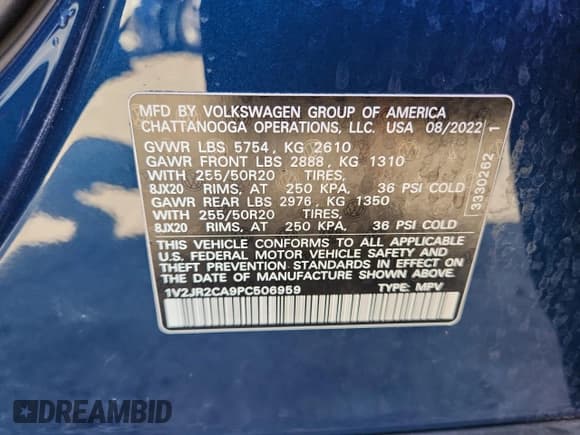 MFD BY VOLKSWAGEN GROUP OF AMERICA
CHATTANOOGA OPERATIONS, LLC. USA 08/2022
GVWR LBS 5754 , KG 2610
GAWR FRONT LBS 2888 , KG 1310
WITH 255/50R20 TIRES,
8JX20 RIMS, AT 250 KPA, 36 PSI COLD
GAWR REAR LBS 2976 , KG 1350
WITH 255/50R20 TIRES,
8JX20 RIMS, AT 250 KPA, 36 PSI COLD
THIS VEHICLE CONFORMS TO ALL APPLICABLE
U.S. FEDERAL MOTOR VEHICLE SAFETY AND
THEFT PREVENTION STANDARDS IN EFFECT ON
THE DATE OF MANUFACTURE SHOWN ABOVE.
1V2JR2CA9PC506959 TYPE: MPV
3330262 1
DREAMBID